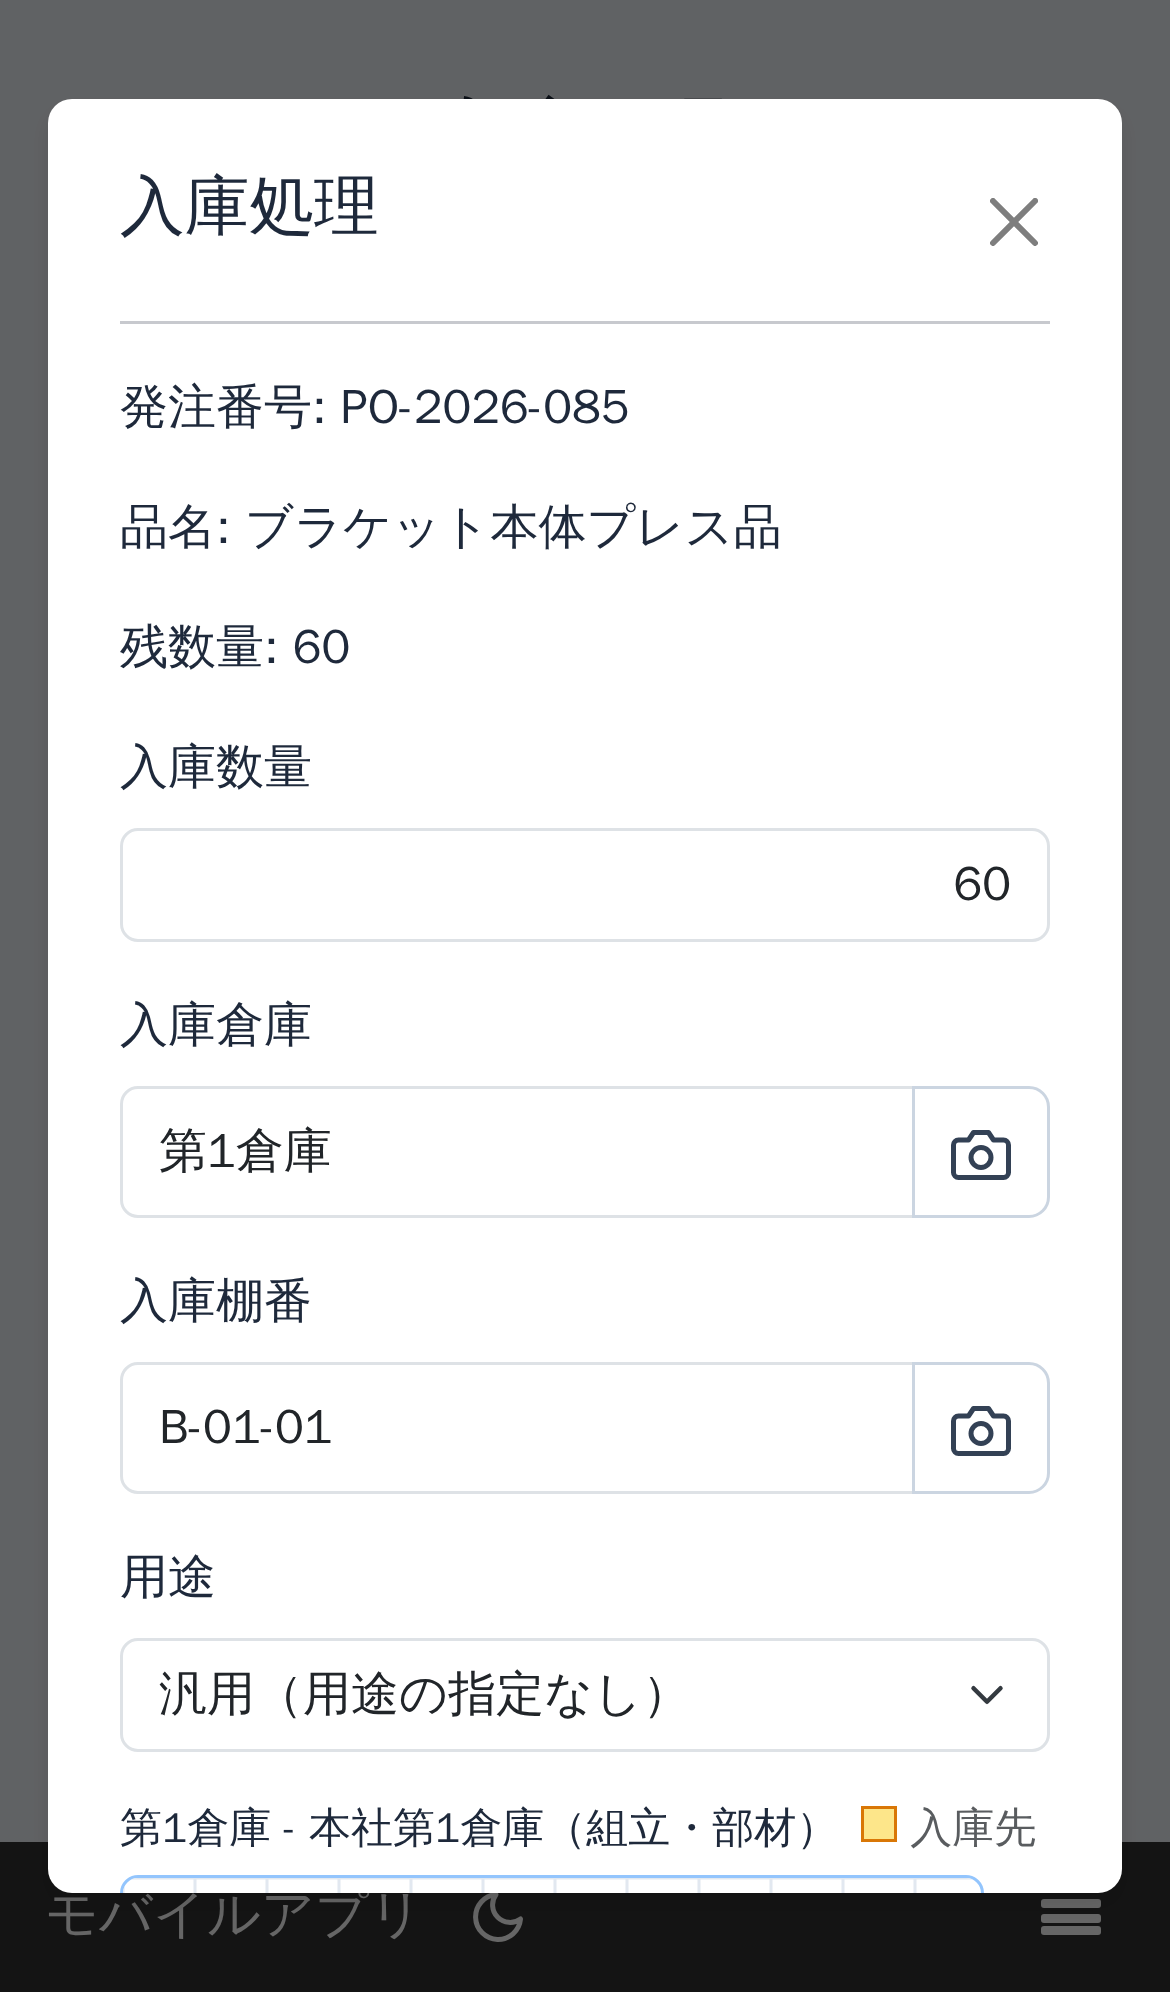 入庫処理
発注番号: PO-2026-085
品名: ブラケット本体プレス品
残数量: 60
入庫数量
60
入庫倉庫
第1倉庫
入庫棚番
B-01-01
用途
汎用（用途の指定なし）
第1倉庫 - 本社第1倉庫（組立・部材） 入庫先
モバイルアプリ